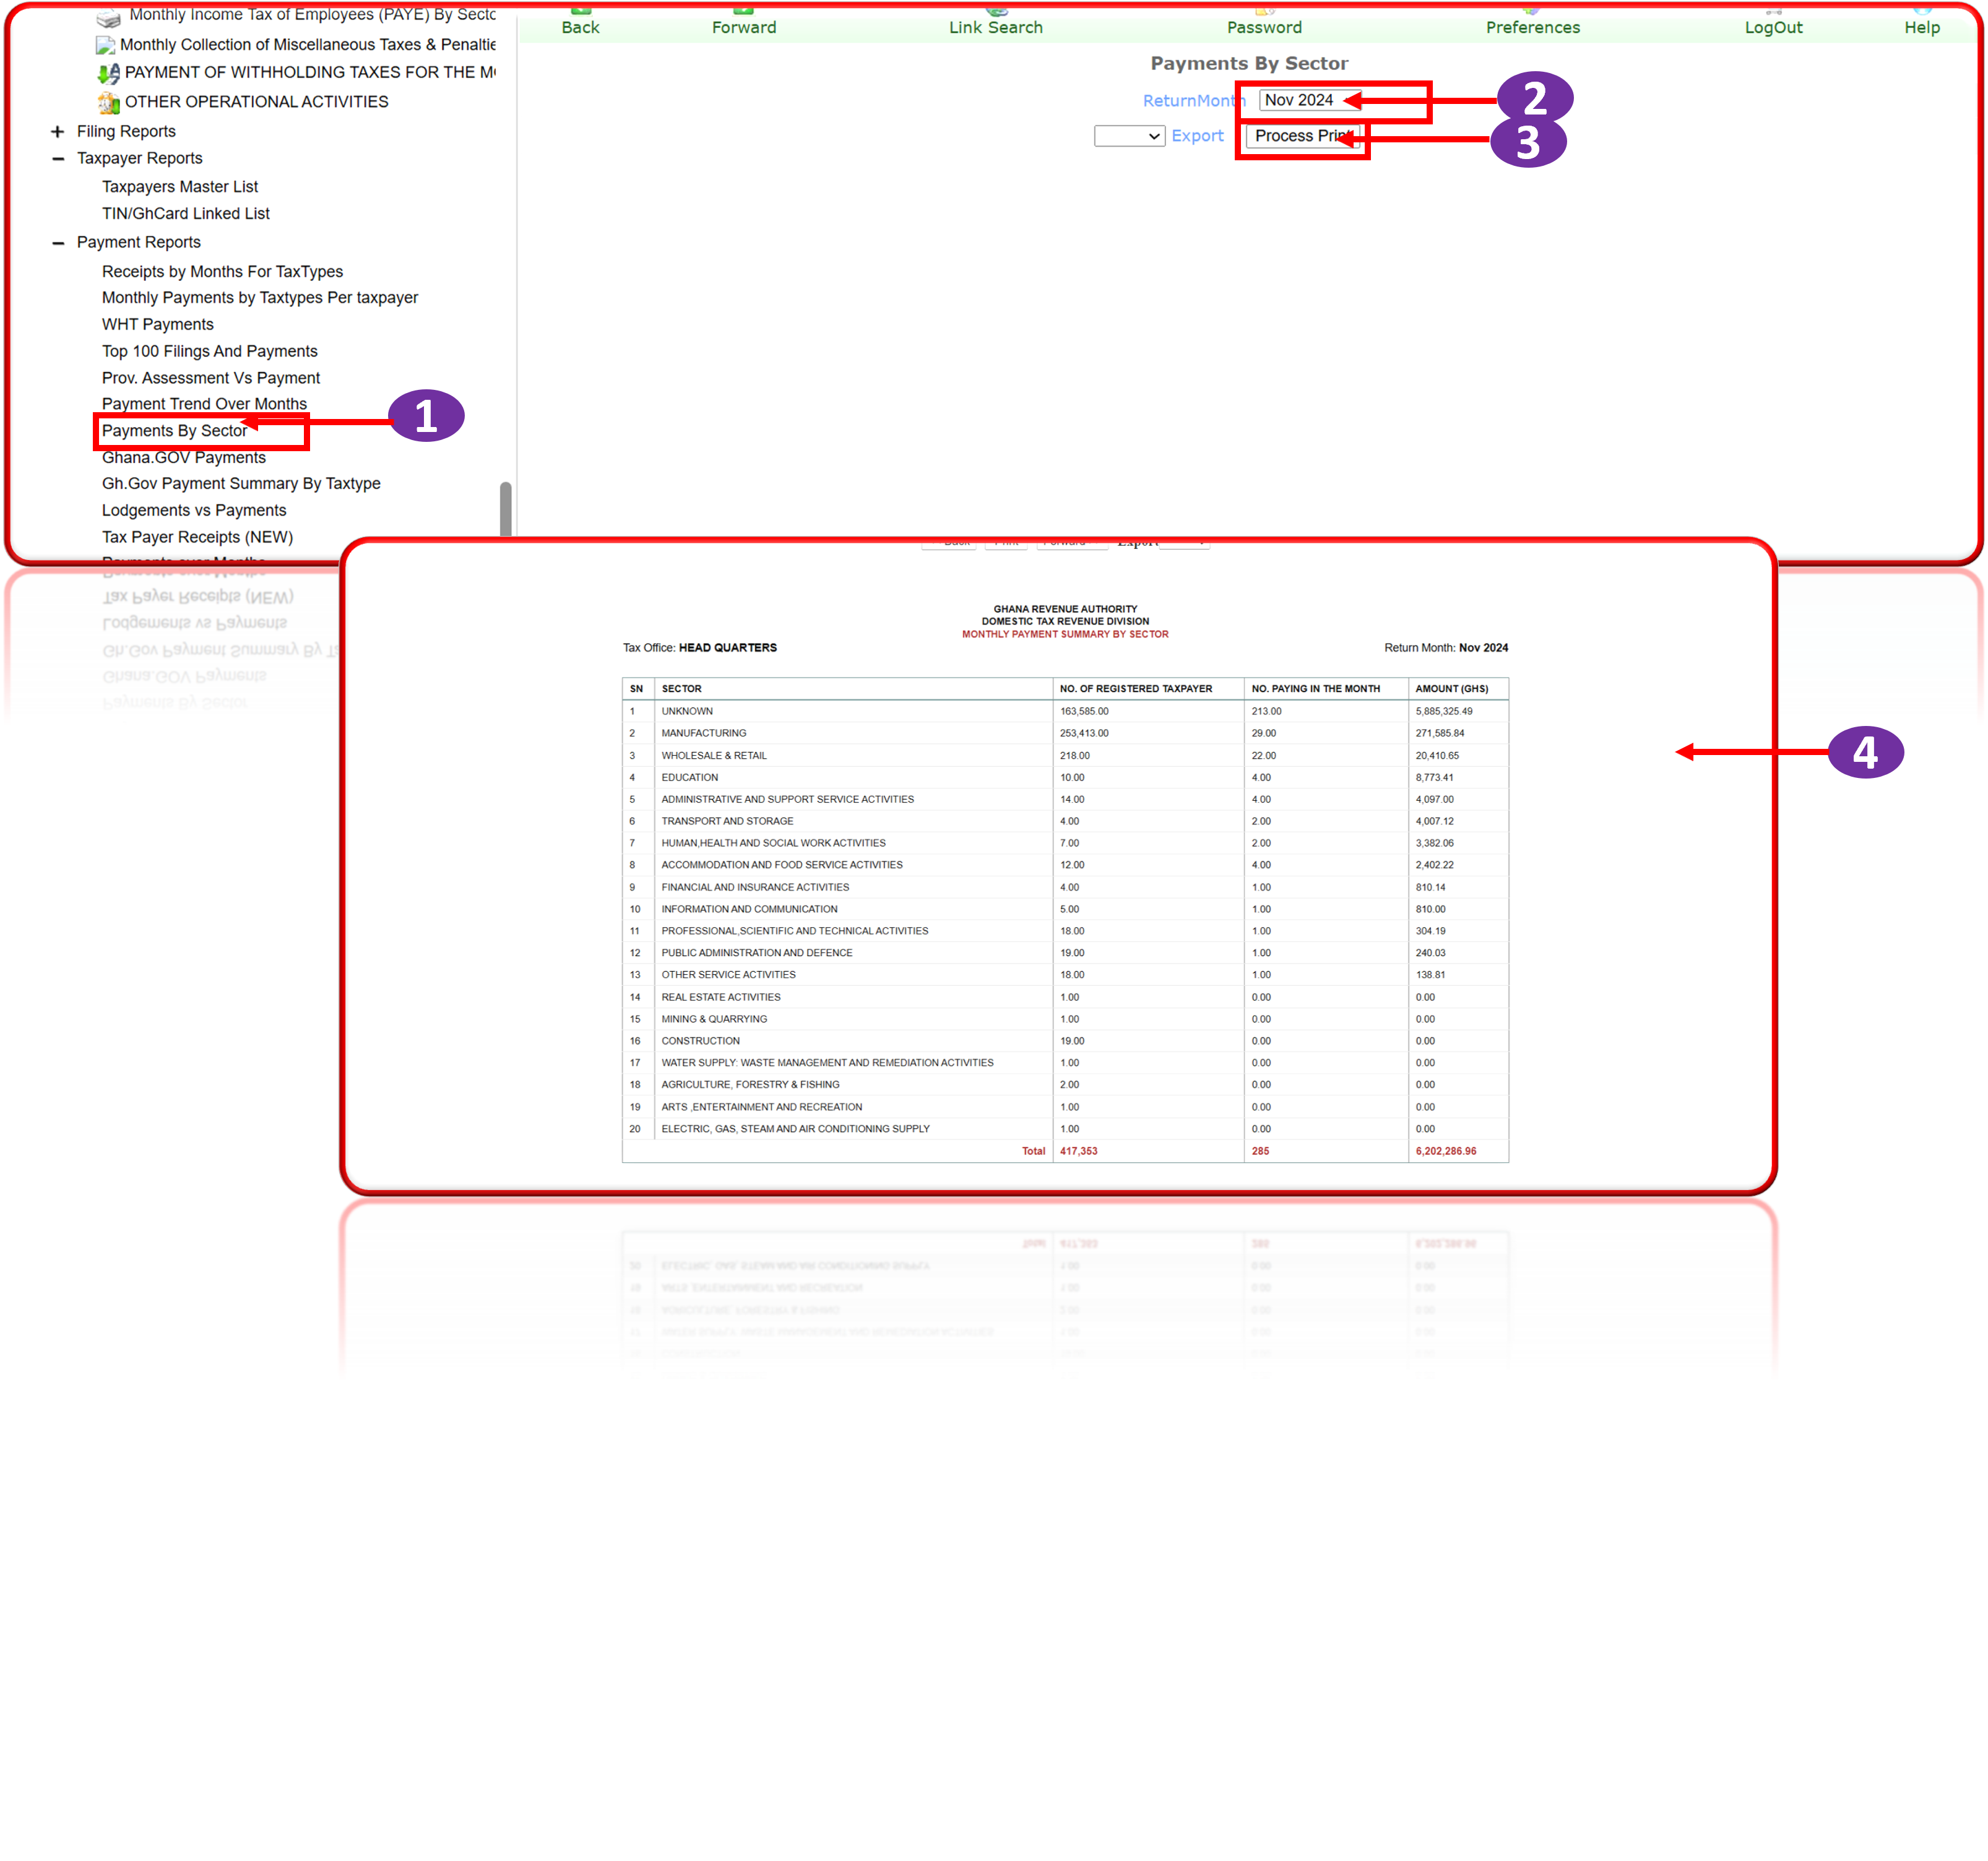 Monthly Income Tax of Employees (PAYE) By Secto
Monthly Collection of Miscellaneous Taxes & Penaltie
PAYMENT OF WITHHOLDING TAXES FOR THE M
OTHER OPERATIONAL ACTIVITIES
Filing Reports
Taxpayer Reports
Taxpayers Master List
TIN/GhCard Linked List
Payment Reports
Receipts by Months For TaxTypes
Monthly Payments by Taxtypes Per taxpayer
WHT Payments
Top 100 Filings And Payments
Prov. Assessment Vs Payment
Payment Trend Over Months
Payments By Sector
1
Ghana.GOV Payments
Gh.Gov Payment Summary By Taxtype
Lodgements vs Payments
Tax Payer Receipts (NEW)
Back Forward Link Search Password Preferences LogOut Help
Payments By Sector
ReturnMonth Nov 2024
2
Export Process Print
3
GHANA REVENUE AUTHORITY
DOMESTIC TAX REVENUE DIVISION
MONTHLY PAYMENT SUMMARY BY SECTOR
Tax Office: HEAD QUARTERS Return Month: Nov 2024
SN SECTOR NO. OF REGISTERED TAXPAYER NO. PAYING IN THE MONTH AMOUNT (GHS)
1 UNKNOWN 163,585.00 213.00 5,885,325.49
2 MANUFACTURING 253,413.00 29.00 271,585.84
3 WHOLESALE & RETAIL 218.00 22.00 20,410.65
4 EDUCATION 10.00 4.00 8,773.41
5 ADMINISTRATIVE AND SUPPORT SERVICE ACTIVITIES 14.00 4.00 4,097.00
6 TRANSPORT AND STORAGE 4.00 2.00 4,007.12
7 HUMAN,HEALTH AND SOCIAL WORK ACTIVITIES 7.00 2.00 3,382.06
8 ACCOMMODATION AND FOOD SERVICE ACTIVITIES 12.00 4.00 2,402.22
9 FINANCIAL AND INSURANCE ACTIVITIES 4.00 1.00 810.14
10 INFORMATION AND COMMUNICATION 5.00 1.00 810.00
11 PROFESSIONAL,SCIENTIFIC AND TECHNICAL ACTIVITIES 18.00 1.00 304.19
12 PUBLIC ADMINISTRATION AND DEFENCE 19.00 1.00 240.03
13 OTHER SERVICE ACTIVITIES 18.00 1.00 138.81
14 REAL ESTATE ACTIVITIES 1.00 0.00 0.00
15 MINING & QUARRYING 1.00 0.00 0.00
16 CONSTRUCTION 19.00 0.00 0.00
17 WATER SUPPLY: WASTE MANAGEMENT AND REMEDIATION ACTIVITIES 1.00 0.00 0.00
18 AGRICULTURE, FORESTRY & FISHING 2.00 0.00 0.00
19 ARTS ,ENTERTAINMENT AND RECREATION 1.00 0.00 0.00
20 ELECTRIC, GAS, STEAM AND AIR CONDITIONING SUPPLY 1.00 0.00 0.00
Total 417,353 285 6,202,286.96
4